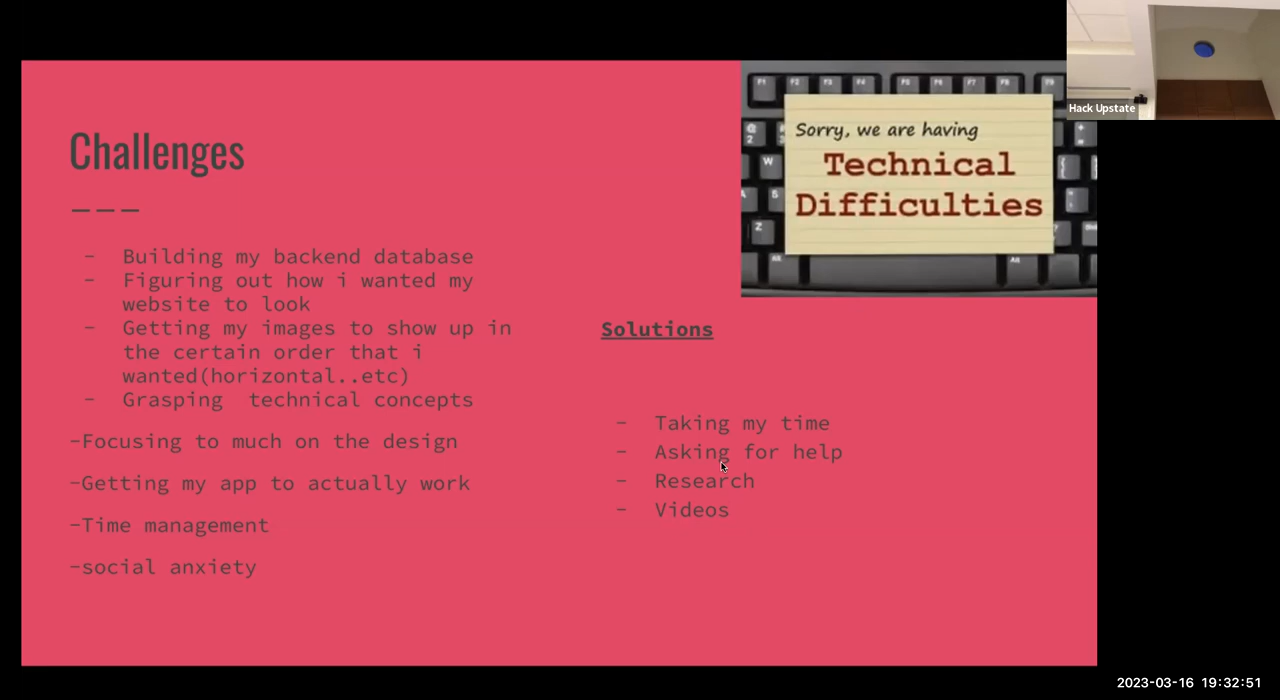 Hack Upstate
Challenges
Sorry, we are having
Technical
Difficulties
- Building my backend database
- Figuring out how i wanted my
website to look
- Getting my images to show up in
the certain order that i
wanted(horizontal..etc)
- Grasping technical concepts
-Focusing to much on the design
-Getting my app to actually work
-Time management
-social anxiety
Solutions
- Taking my time
- Asking for help
- Research
- Videos
2023-03-16 19:32:51